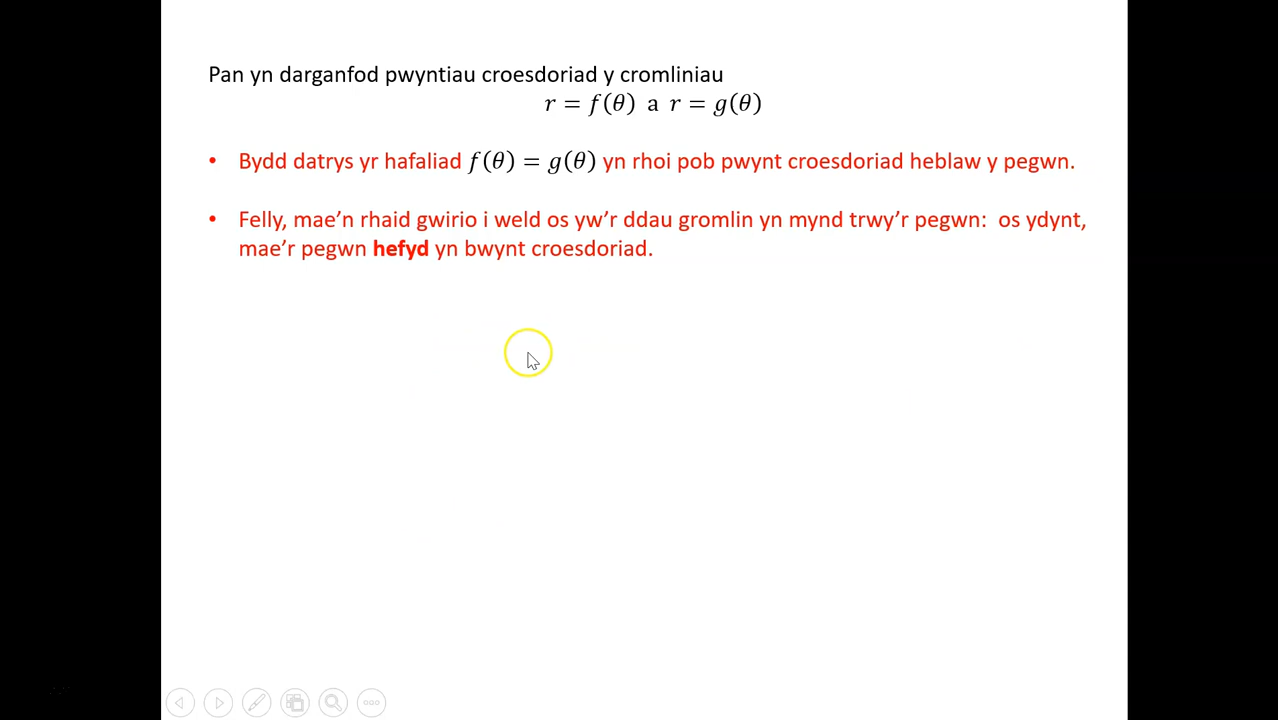 Pan yn darganfod pwyntiau croesdoriad y cromliniau
r = f(θ) a r = g(θ)
• Bydd datrys yr hafaliad f(θ) = g(θ) yn rhoi pob pwynt croesdoriad heblaw y pegwn.
• Felly, mae’n rhaid gwirio i weld os yw’r ddau gromlin yn mynd trwy’r pegwn: os ydynt,
mae’r pegwn hefyd yn bwynt croesdoriad.